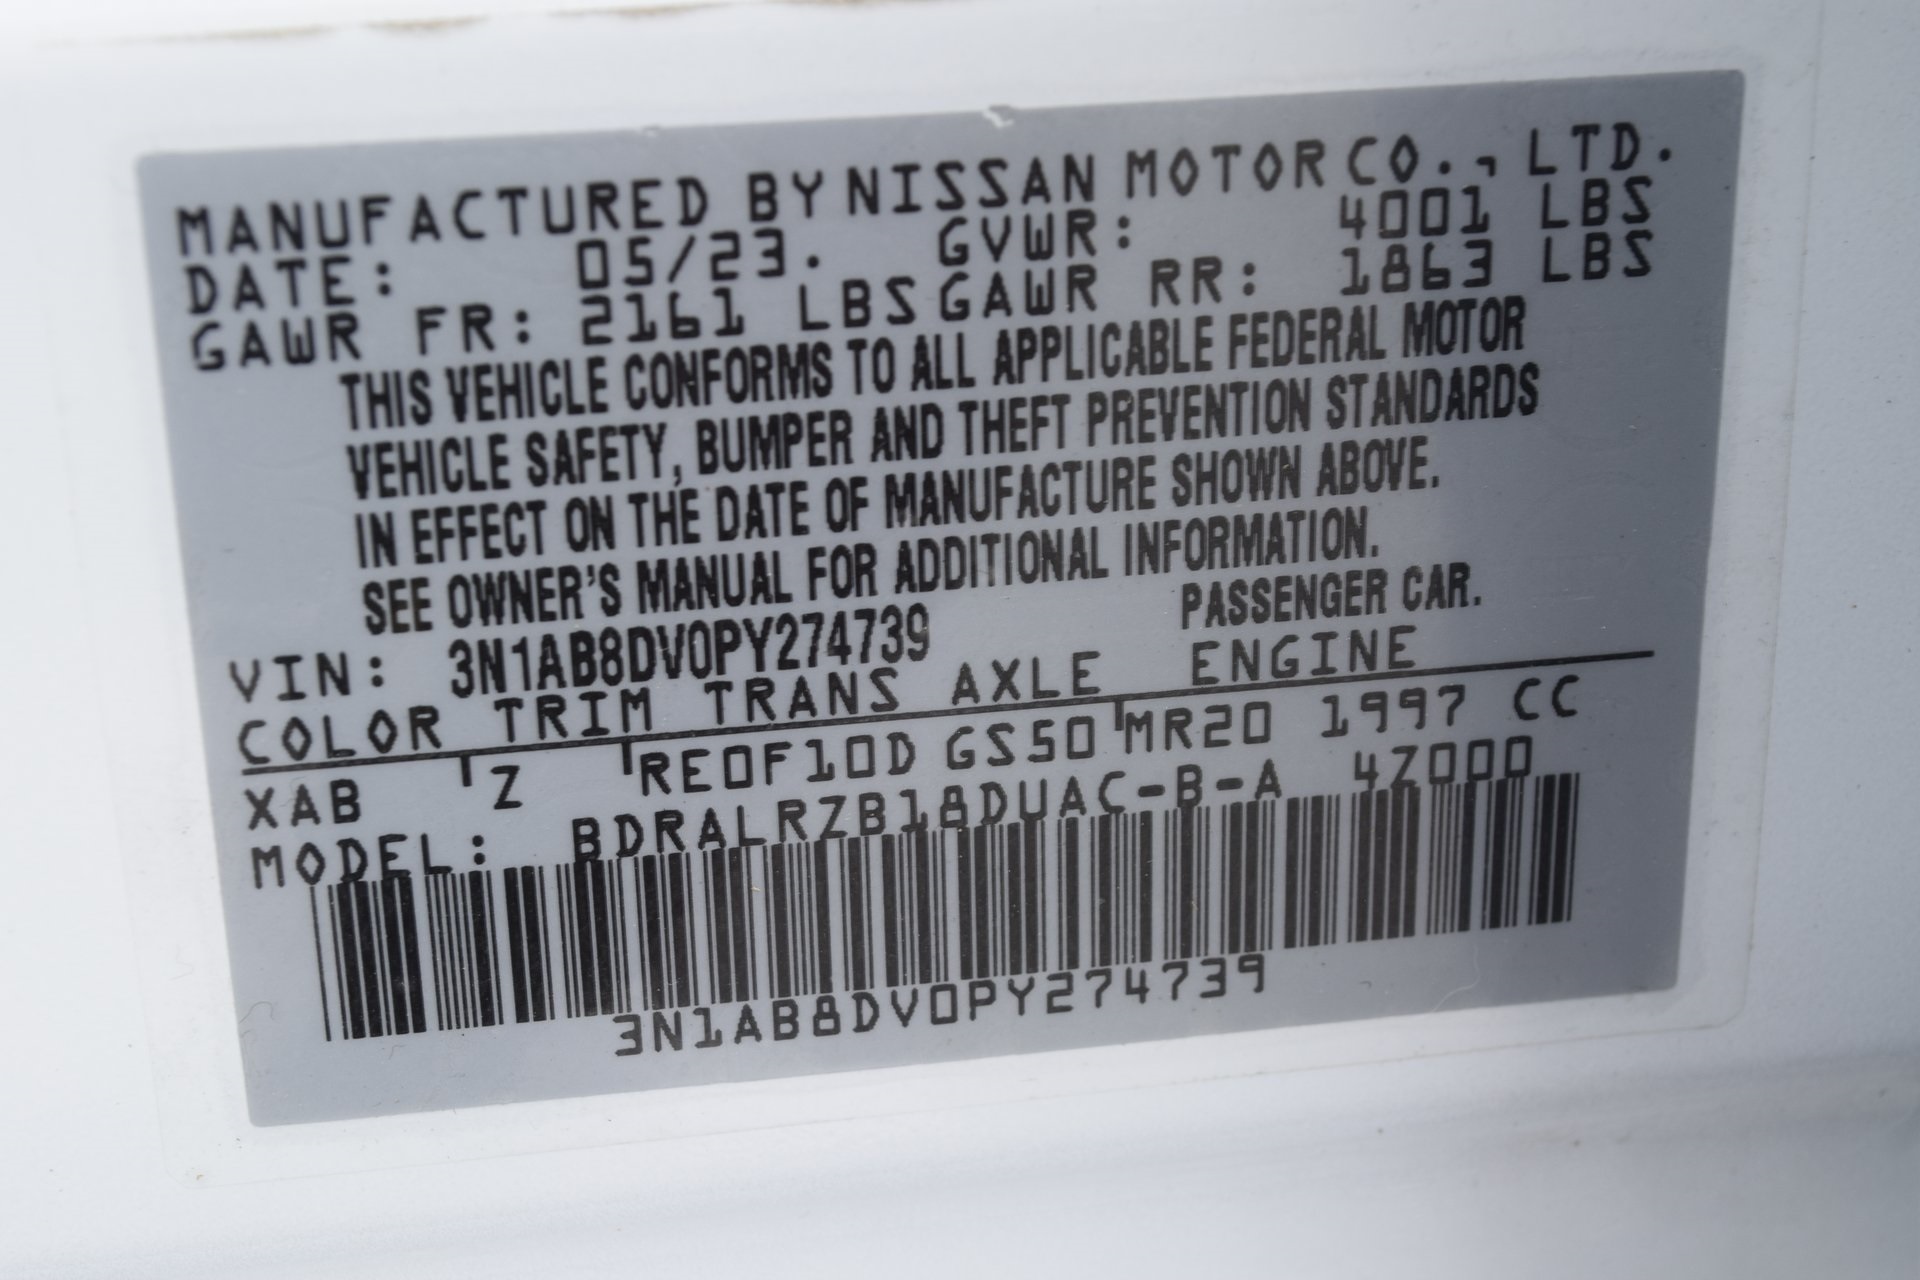 MANUFACTURED BY NISSAN MOTOR CO., LTD.
DATE: 05/23. GVWR: 4001 LBS
GAWR FR: 2161 LBS GAWR RR: 1863 LBS
THIS VEHICLE CONFORMS TO ALL APPLICABLE FEDERAL MOTOR
VEHICLE SAFETY, BUMPER AND THEFT PREVENTION STANDARDS
IN EFFECT ON THE DATE OF MANUFACTURE SHOWN ABOVE.
SEE OWNER'S MANUAL FOR ADDITIONAL INFORMATION.
VIN: 3N1AB8DV0PY274739 PASSENGER CAR.
COLOR TRIM TRANS AXLE ENGINE
XAB Z RE0F10D GS50 MR20 1997 CC
MODEL: BDRALRZB18DUAC-B-A 4Z000
3N1AB8DV0PY274739